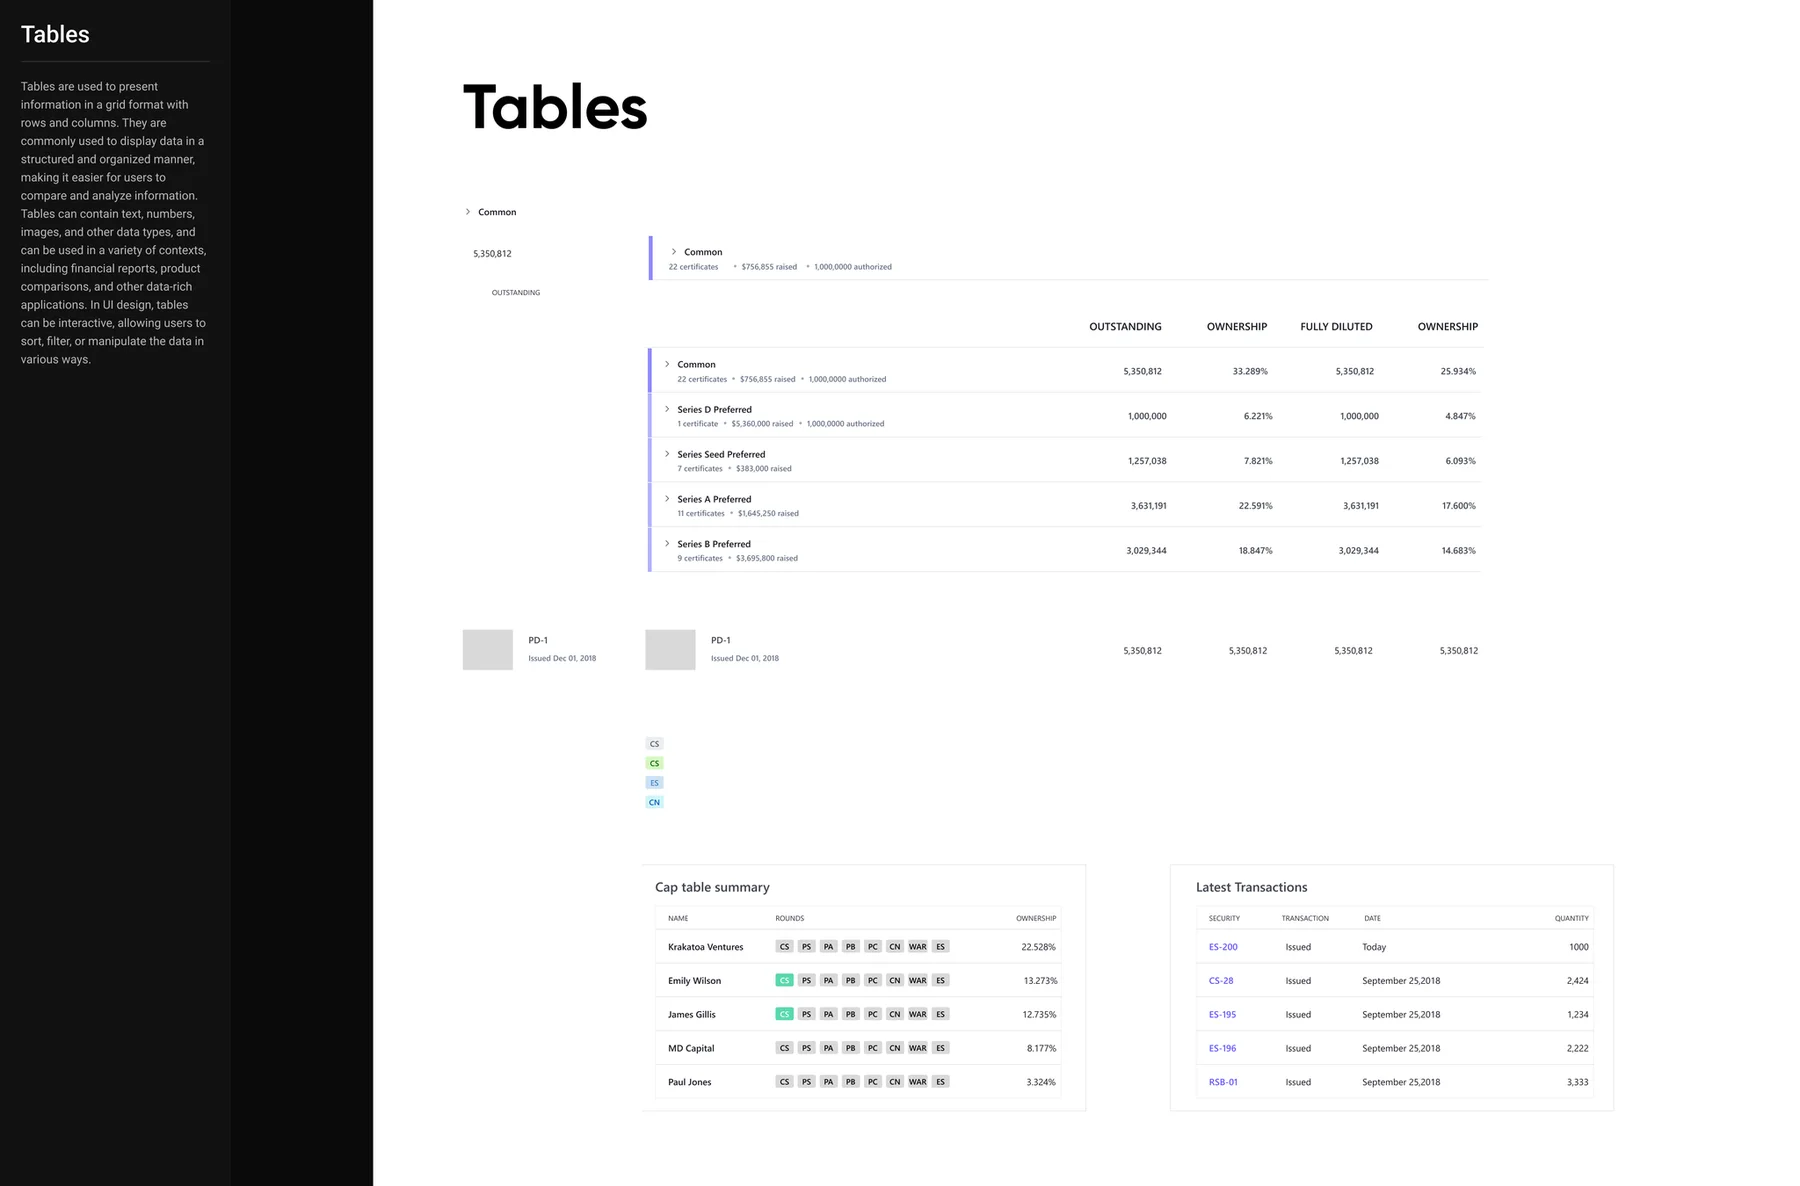 Tables
Tables are used to present
information in a grid format with
rows and columns. They are
commonly used to display data in a
structured and organized manner,
making it easier for users to
compare and analyze information.
Tables can contain text, numbers,
images, and other data types, and
can be used in a variety of contexts,
including financial reports, product
comparisons, and other data-rich
applications. In UI design, tables
can be interactive, allowing users to
sort, filter, or manipulate the data in
various ways.
Tables
Common
5,350,812
OUTSTANDING
Common
22 certificates • $756,855 raised • 1,000,0000 authorized
OUTSTANDING OWNERSHIP FULLY DILUTED OWNERSHIP
Common
22 certificates • $756,855 raised • 1,000,0000 authorized
5,350,812 33.289% 5,350,812 25.934%
Series D Preferred
1 certificate • $5,360,000 raised • 1,000,0000 authorized
1,000,000 6.221% 1,000,000 4.847%
Series Seed Preferred
7 certificates • $383,000 raised
1,257,038 7.821% 1,257,038 6.093%
Series A Preferred
11 certificates • $1,645,250 raised
3,631,191 22.591% 3,631,191 17.600%
Series B Preferred
9 certificates • $3,695,800 raised
3,029,344 18.847% 3,029,344 14.683%
PD-1
Issued Dec 01, 2018
PD-1
Issued Dec 01, 2018
5,350,812 5,350,812 5,350,812 5,350,812
CS
CS
ES
CN
Cap table summary
NAME ROUNDS OWNERSHIP
Krakatoa Ventures CS PS PA PB PC CN WAR ES 22.528%
Emily Wilson CS PS PA PB PC CN WAR ES 13.273%
James Gillis CS PS PA PB PC CN WAR ES 12.735%
MD Capital CS PS PA PB PC CN WAR ES 8.177%
Paul Jones CS PS PA PB PC CN WAR ES 3.324%
Latest Transactions
SECURITY TRANSACTION DATE QUANTITY
ES-200 Issued Today 1000
CS-28 Issued September 25,2018 2,424
ES-195 Issued September 25,2018 1,234
ES-196 Issued September 25,2018 2,222
RSB-01 Issued September 25,2018 3,333